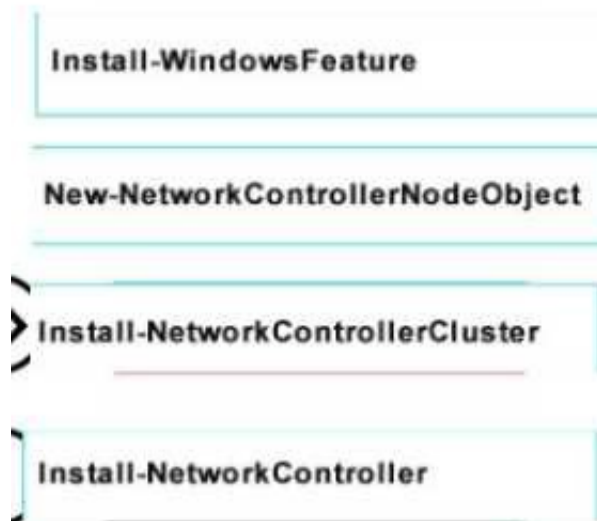 Install-WindowsFeature
New-NetworkControllerNodeObject
Install-NetworkControllerCluster
Install-NetworkController